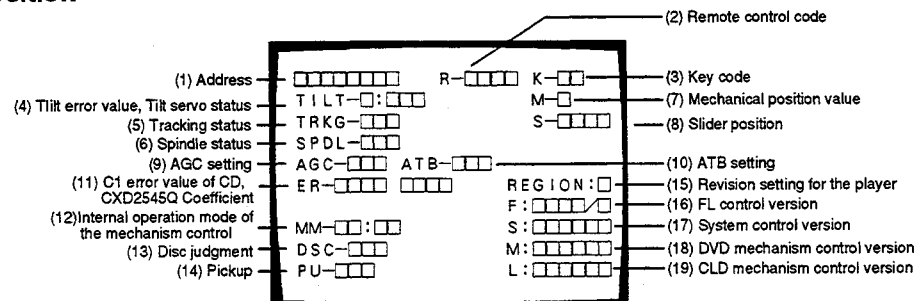 (2) Remote control code
(1) Address □□□□□□□□ R-□□□□ K-□□ (3) Key code
(4) Tlilt error value, Tilt servo status TILT-□:□□□ M-□ (7) Mechanical position value
(5) Tracking status TRKG-□□□ S-□□□□ (8) Slider position
(6) Spindle status SPDL-□□□
(9) AGC setting AGC-□□□ ATB-□□□ (10) ATB setting
(11) C1 error value of CD, ER-□□□ □□□□ REGION:□ (15) Revision setting for the player
CXD2545Q Coefficient
F:□□□□/□ (16) FL control version
(12)Internal operation mode of
the mechanism control MM-□□:□□ S:□□□□□□ (17) System control version
(13) Disc judgment DSC-□□□ M:□□□□□□ (18) DVD mechanism control version
(14) Pickup PU-□□□ L:□□□□□□ (19) CLD mechanism control version